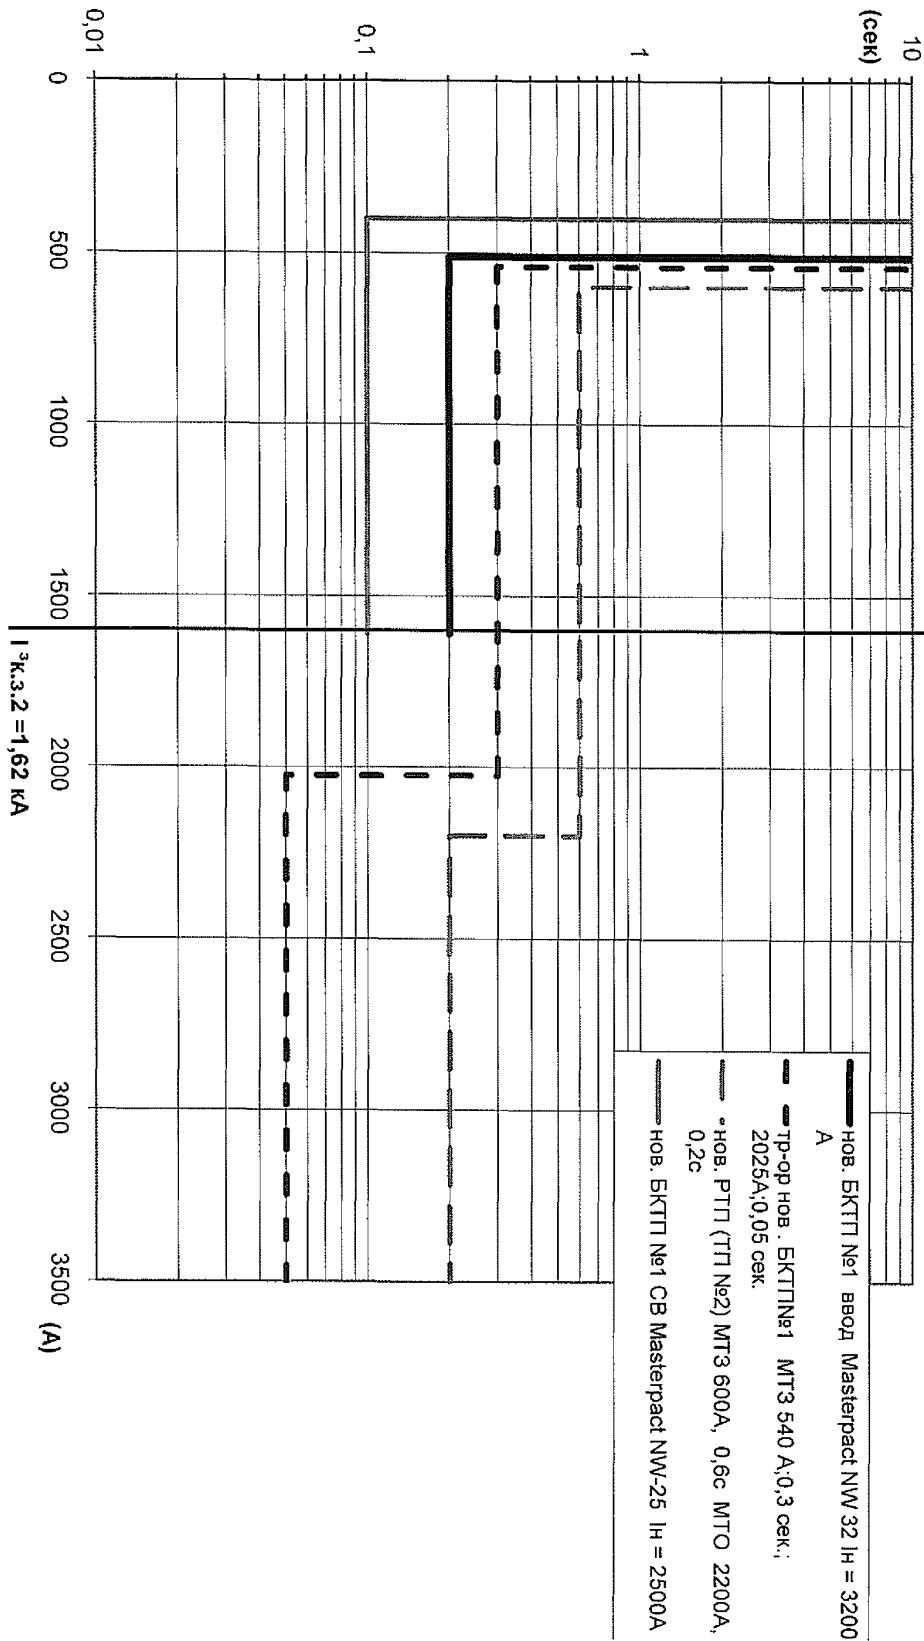 10
(сек)
1
0,1
0,01
0
500
1000
1500
2000
2500
3000
3500
(А)
I ³к.з.2 =1,62 кА
нов. БКТП №1 ввод Masterpact NW 32 Iн = 3200
А
тр-ор нов . БКТП№1 МТЗ 540 А;0,3 сек.;
2025А;0,05 сек.
нов. РТП (ТП №2) МТЗ 600А, 0,6с МТО 2200А,
0,2с
нов. БКТП №1 СВ Masterpact NW-25 Iн = 2500А